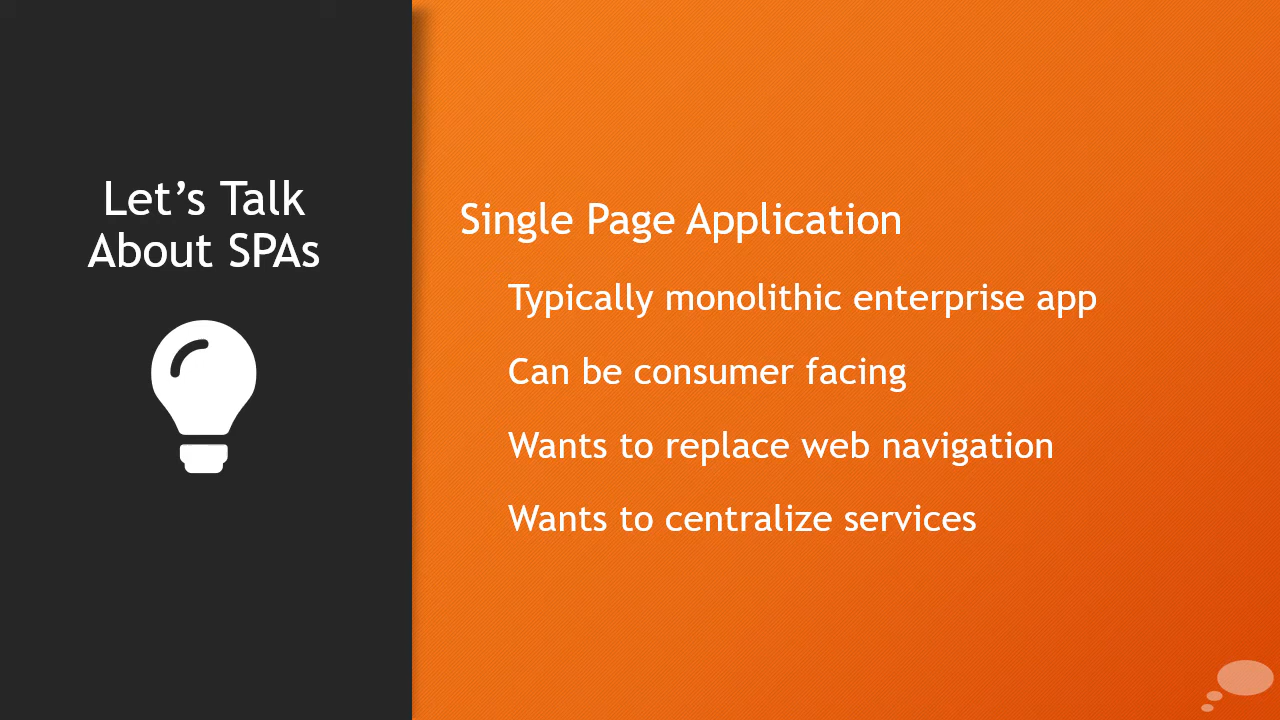 Let’s Talk
About SPAs
Single Page Application
Typically monolithic enterprise app
Can be consumer facing
Wants to replace web navigation
Wants to centralize services